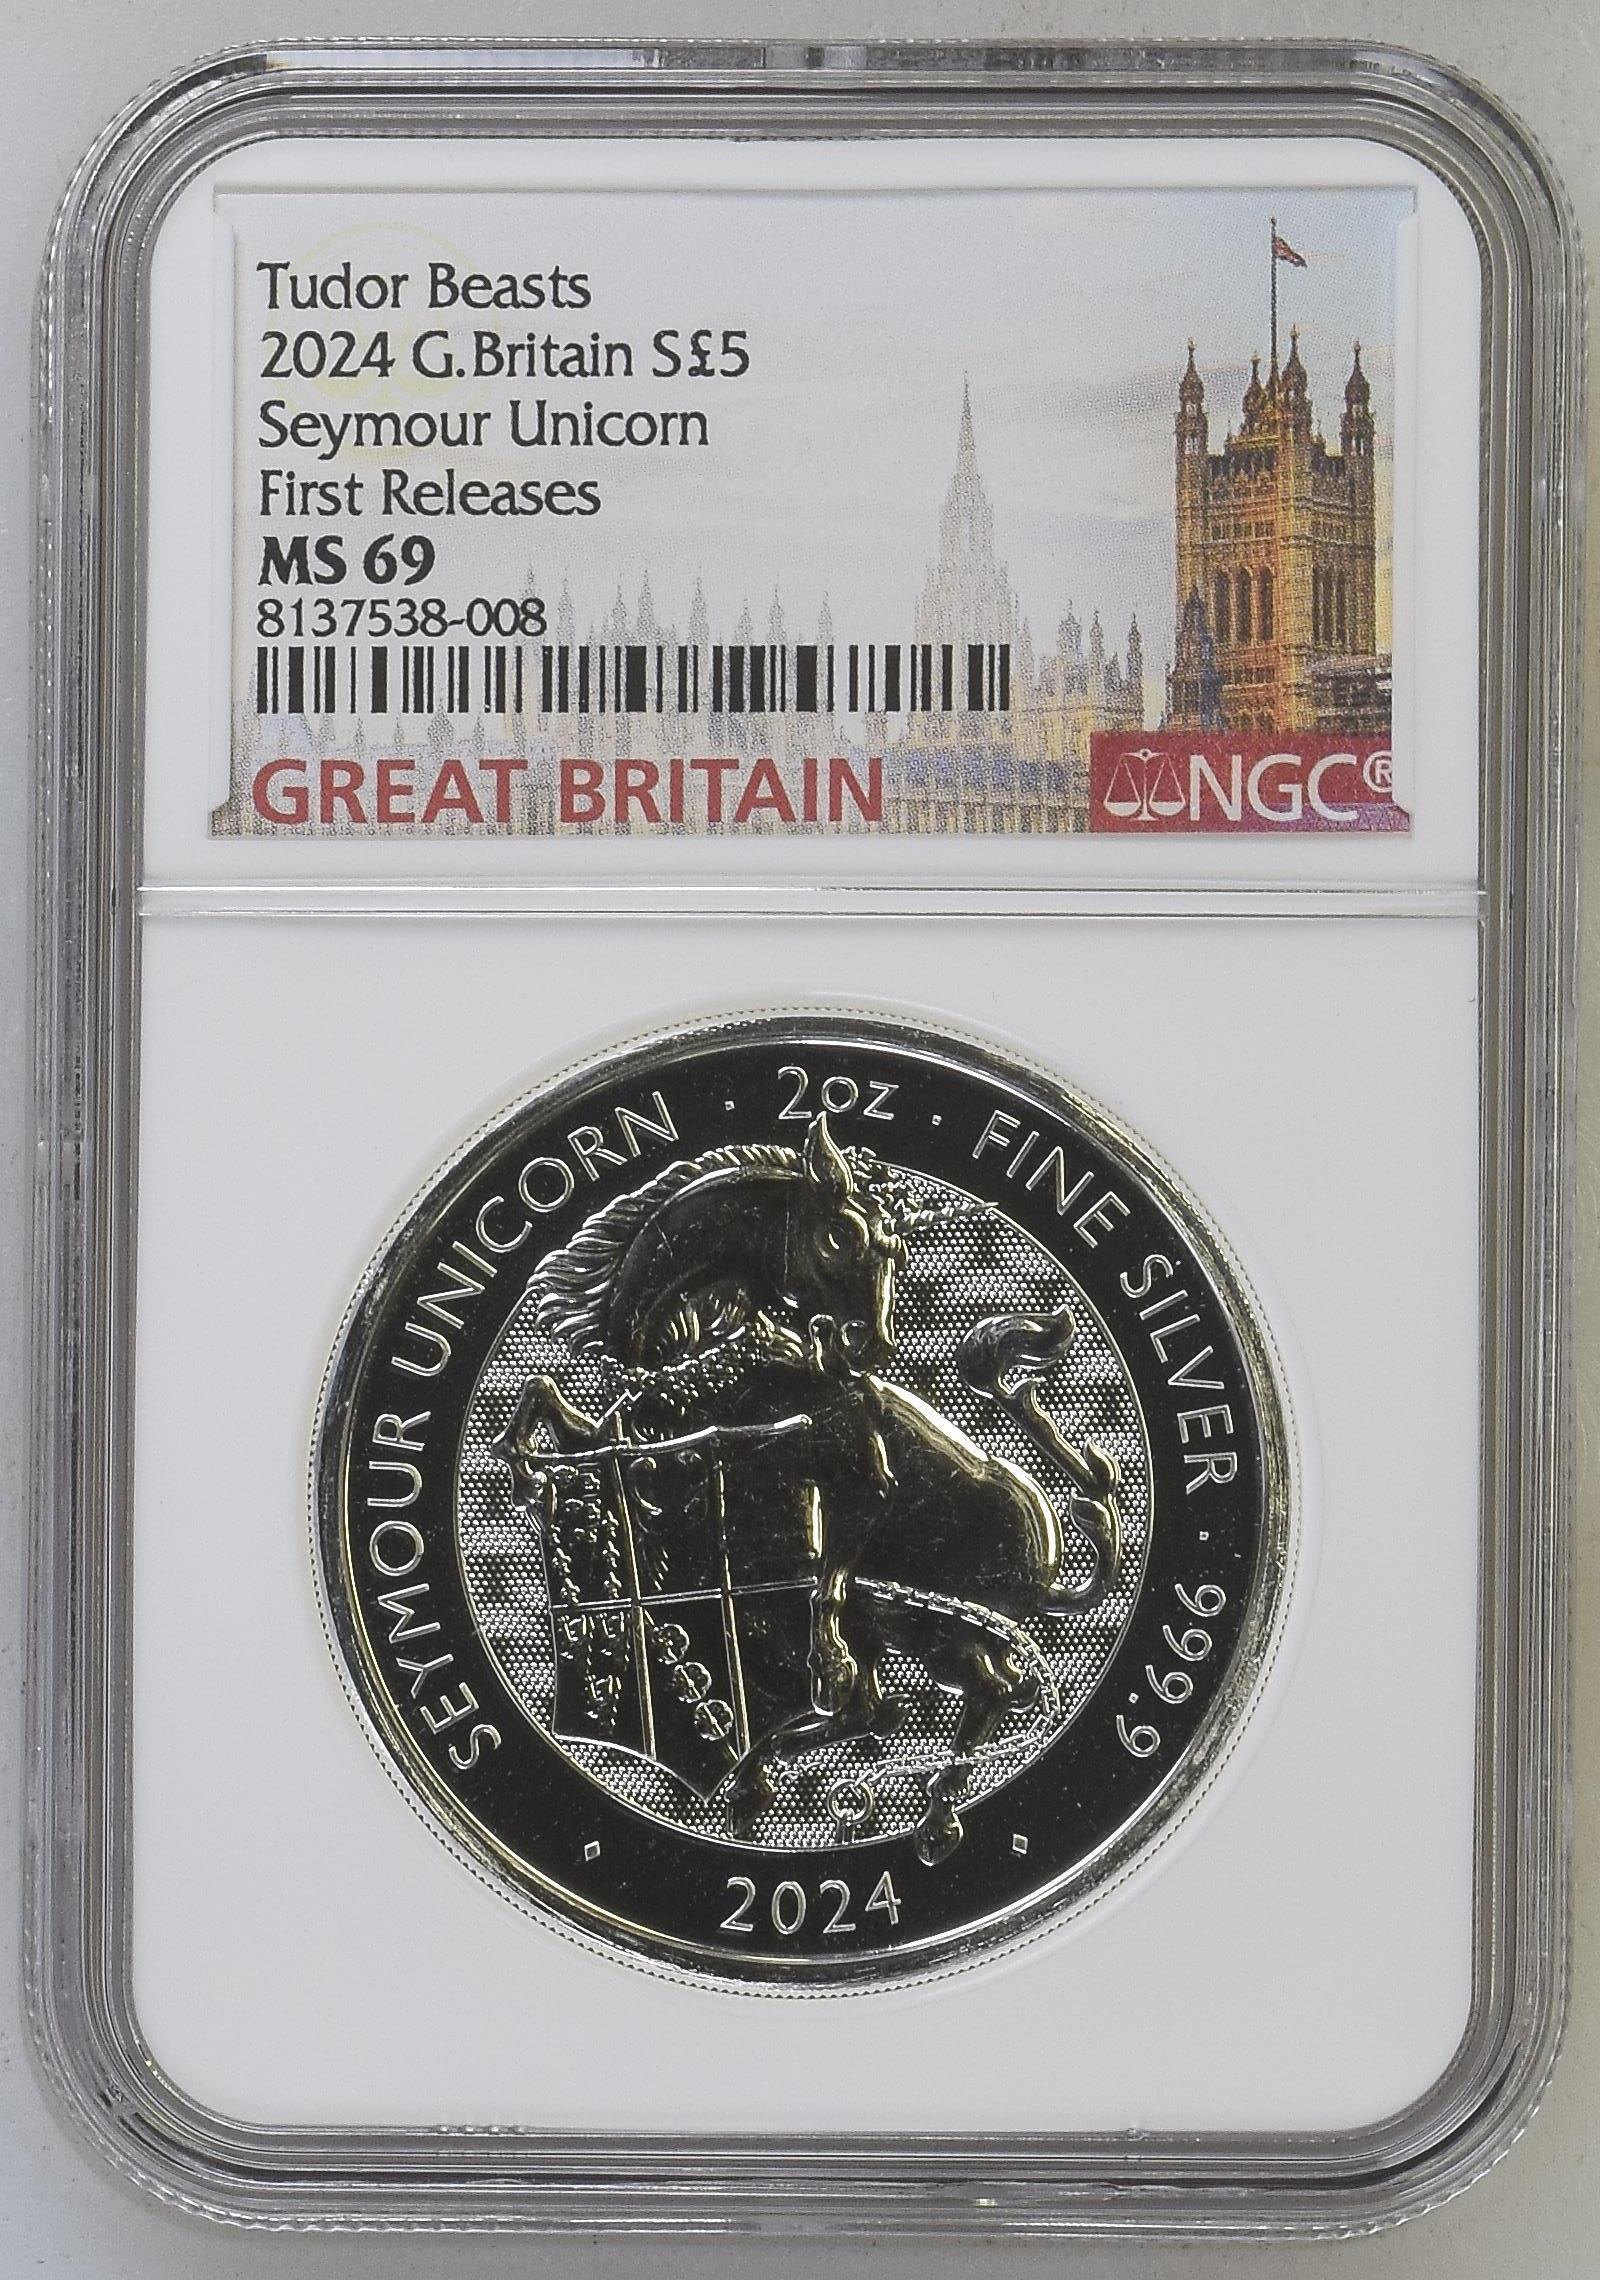 Tudor Beasts
2024 G.Britain S£5
Seymour Unicorn
First Releases
MS 69
8137538-008
GREAT BRITAIN
NGC®
SEYMOUR UNICORN · 2OZ · FINE SILVER · 999.9
2024